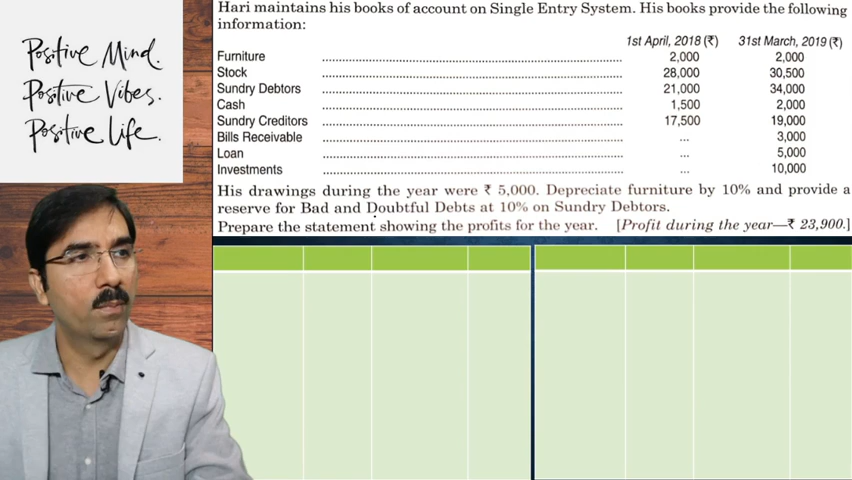 Positive Mind.
Positive Vibes.
Positive Life.
Hari maintains his books of account on Single Entry System. His books provide the following
information:
1st April, 2018 (₹) 31st March, 2019 (₹)
Furniture ........ 2,000 2,000
Stock ........ 28,000 30,500
Sundry Debtors ........ 21,000 34,000
Cash ........ 1,500 2,000
Sundry Creditors ........ 17,500 19,000
Bills Receivable ........ ... 3,000
Loan ........ ... 5,000
Investments ........ ... 10,000
His drawings during the year were ₹ 5,000. Depreciate furniture by 10% and provide a
reserve for Bad and Doubtful Debts at 10% on Sundry Debtors.
Prepare the statement showing the profits for the year. [Profit during the year—₹ 23,900.]